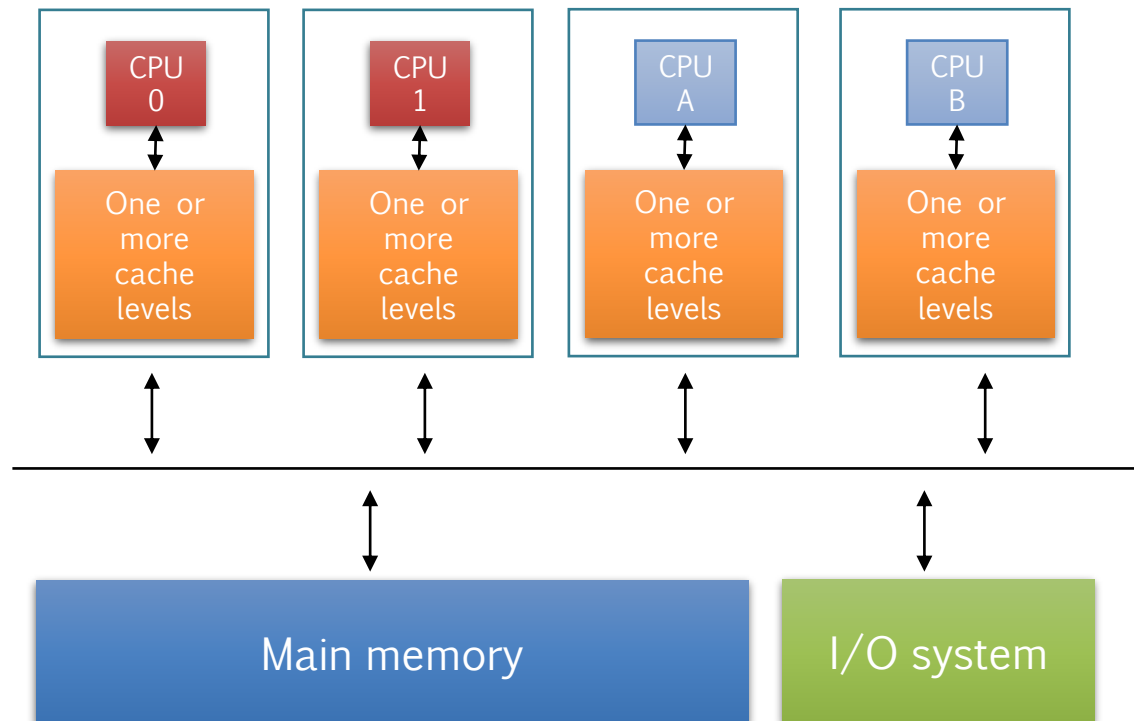 CPU
0
CPU
1
CPU
A
CPU
B
One or
more
cache
levels
One or
more
cache
levels
One or
more
cache
levels
One or
more
cache
levels
Main memory
I/O system